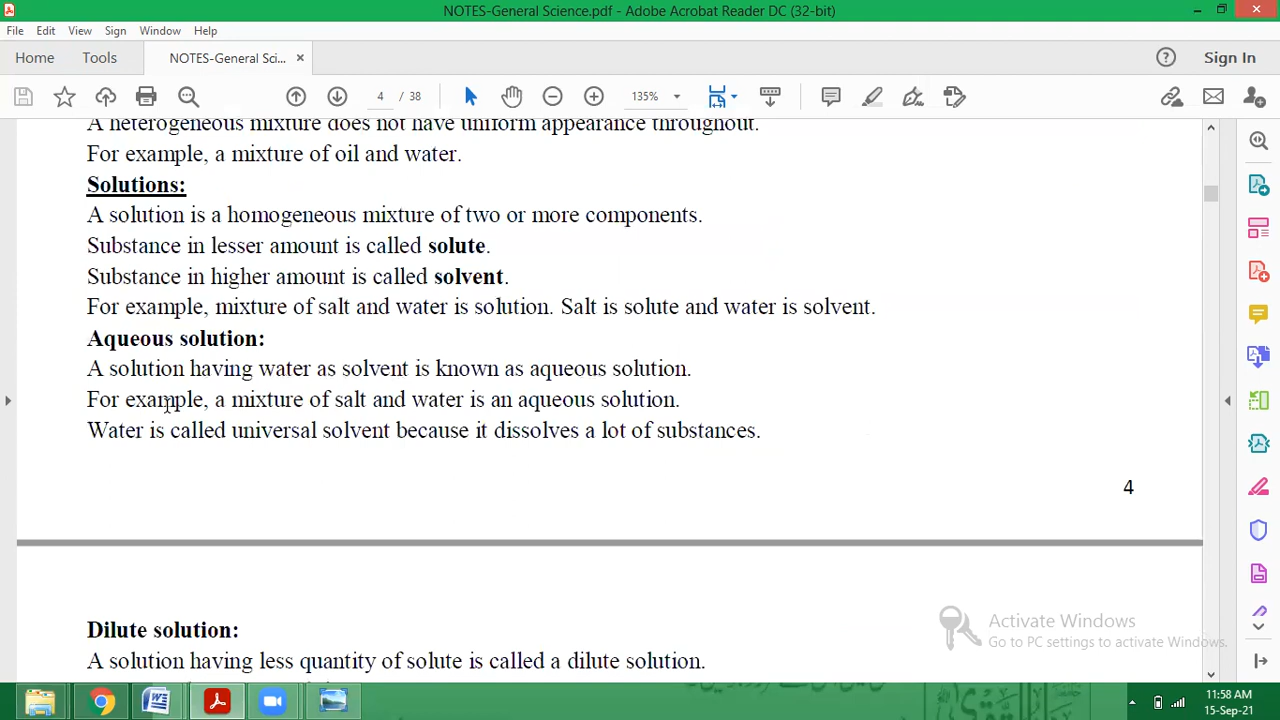 NOTES-General Science.pdf - Adobe Acrobat Reader DC (32-bit)
File Edit View Sign Window Help
Home Tools NOTES-General Sci... × Sign In
4 / 38 135%
A heterogeneous mixture does not have uniform appearance throughout.
For example, a mixture of oil and water.
Solutions:
A solution is a homogeneous mixture of two or more components.
Substance in lesser amount is called solute.
Substance in higher amount is called solvent.
For example, mixture of salt and water is solution. Salt is solute and water is solvent.
Aqueous solution:
A solution having water as solvent is known as aqueous solution.
For example, a mixture of salt and water is an aqueous solution.
Water is called universal solvent because it dissolves a lot of substances.
4
Dilute solution:
A solution having less quantity of solute is called a dilute solution.
Activate Windows
Go to PC settings to activate Windows.
11:58 AM
15-Sep-21